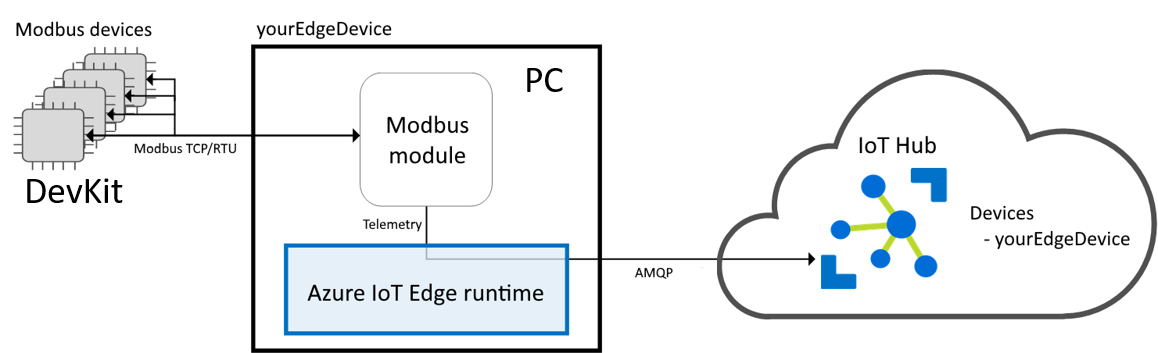 Modbus devices
DevKit
Modbus TCP/RTU
yourEdgeDevice
PC
Modbus
module
Telemetry
Azure IoT Edge runtime
AMQP
IoT Hub
Devices
- yourEdgeDevice